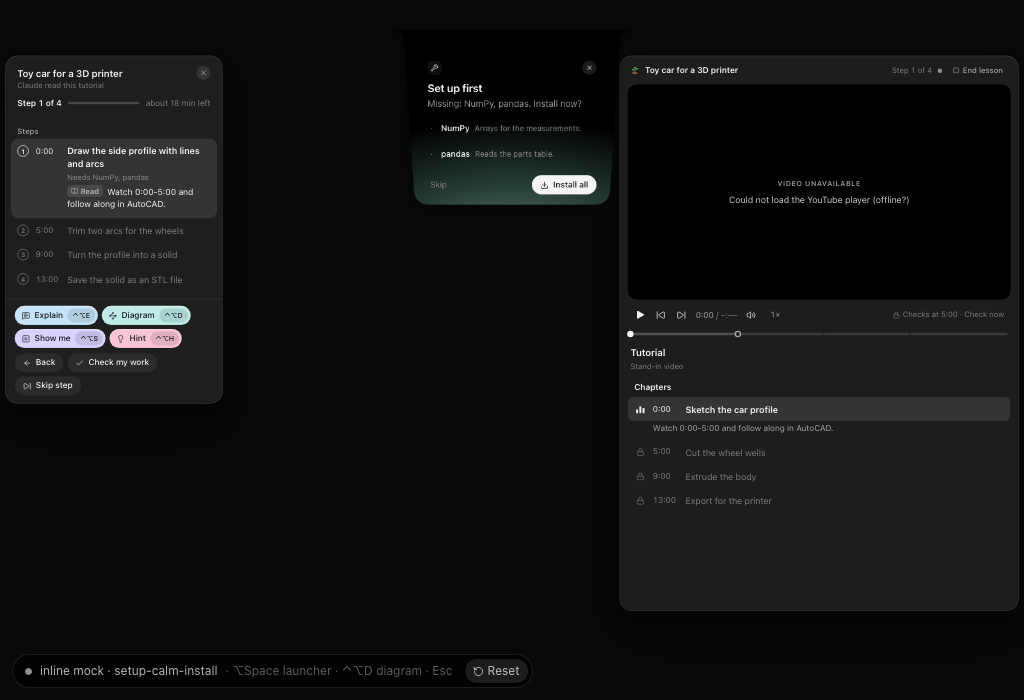 Toy car for a 3D printer
Claude read this tutorial
Step 1 of 4 about 18 min left
Steps
1 0:00 Draw the side profile with lines
and arcs
Needs NumPy, pandas
Read Watch 0:00-5:00 and
follow along in AutoCAD.
2 5:00 Trim two arcs for the wheels
3 9:00 Turn the profile into a solid
4 13:00 Save the solid as an STL file
Explain ^⌥E Diagram ^⌥D
Show me ^⌥S Hint ^⌥H
Back Check my work
Skip step
Set up first
Missing: NumPy, pandas. Install now?
· NumPy Arrays for the measurements.
· pandas Reads the parts table.
Skip Install all
Toy car for a 3D printer Step 1 of 4 End lesson
VIDEO UNAVAILABLE
Could not load the YouTube player (offline?)
0:00 / –:–– 1× Checks at 5:00 · Check now
Tutorial
Stand-in video
Chapters
0:00 Sketch the car profile
Watch 0:00-5:00 and follow along in AutoCAD.
5:00 Cut the wheel wells
9:00 Extrude the body
13:00 Export for the printer
inline mock · setup-calm-install · ⌥Space launcher · ^⌥D diagram · Esc Reset